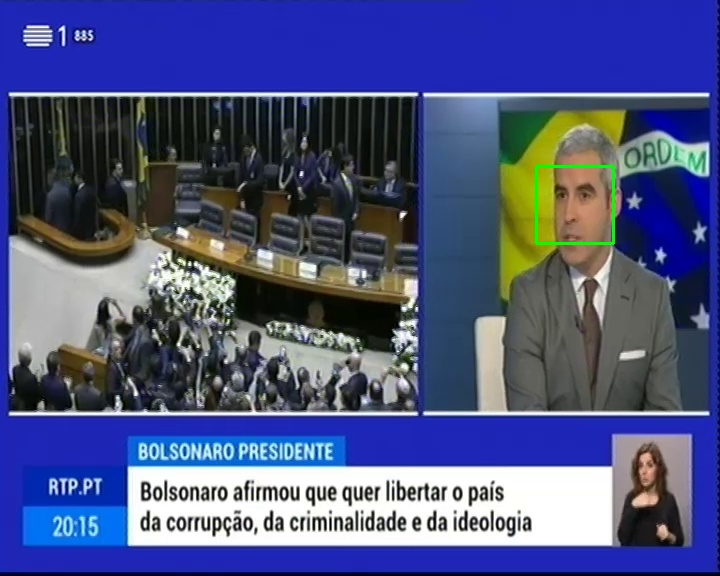 1 885
ORDEM
BOLSONARO PRESIDENTE
RTP.PT
20:15
Bolsonaro afirmou que quer libertar o país
da corrupção, da criminalidade e da ideologia